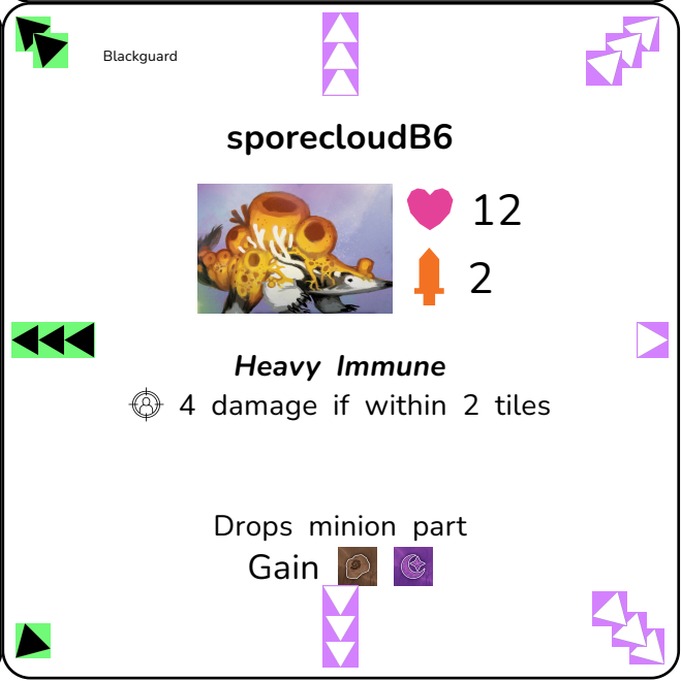 Blackguard
sporecloudB6
12
2
Heavy Immune
4 damage if within 2 tiles
Drops minion part
Gain